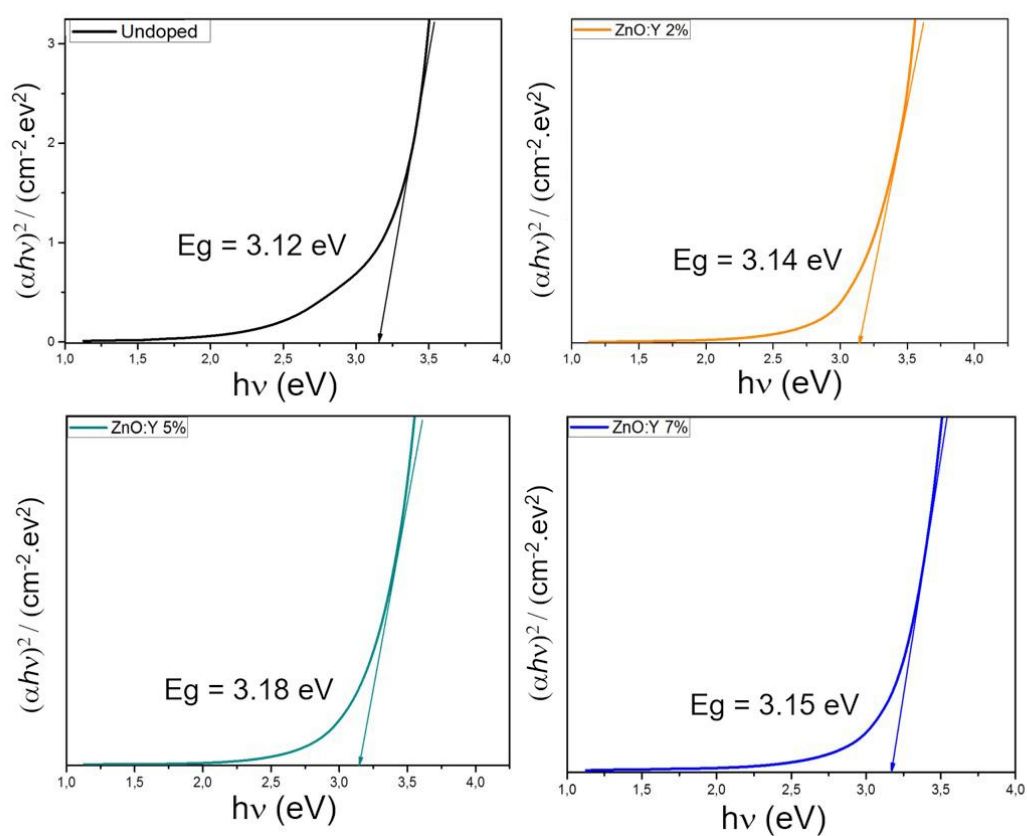 Undoped
(αhν)² / (cm⁻².ev²)
3
2
1
0
Eg = 3.12 eV
1,0 1,5 2,0 2,5 3,0 3,5 4,0
hν (eV)
ZnO:Y 2%
(αhν)² / (cm⁻².ev²)
Eg = 3.14 eV
1,0 1,5 2,0 2,5 3,0 3,5 4,0
hν (eV)
ZnO:Y 5%
(αhν)² / (cm⁻².ev²)
Eg = 3.18 eV
1,0 1,5 2,0 2,5 3,0 3,5 4,0
hν (eV)
ZnO:Y 7%
(αhν)² / (cm⁻².ev²)
Eg = 3.15 eV
1,0 1,5 2,0 2,5 3,0 3,5 4,0
hν (eV)